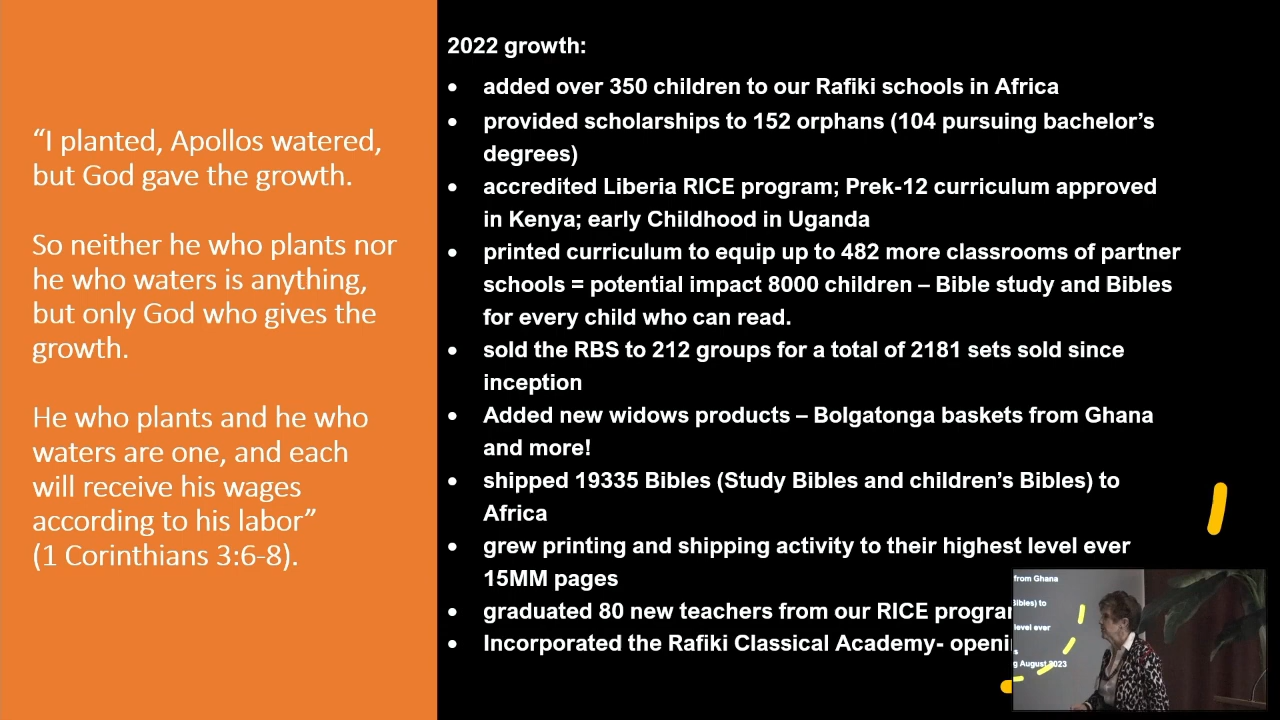 “I planted, Apollos watered,
but God gave the growth.
So neither he who plants nor
he who waters is anything,
but only God who gives the
growth.
He who plants and he who
waters are one, and each
will receive his wages
according to his labor”
(1 Corinthians 3:6-8).
2022 growth:
• added over 350 children to our Rafiki schools in Africa
• provided scholarships to 152 orphans (104 pursuing bachelor’s
degrees)
• accredited Liberia RICE program; Prek-12 curriculum approved
in Kenya; early Childhood in Uganda
• printed curriculum to equip up to 482 more classrooms of partner
schools = potential impact 8000 children – Bible study and Bibles
for every child who can read.
• sold the RBS to 212 groups for a total of 2181 sets sold since
inception
• Added new widows products – Bolgatonga baskets from Ghana
and more!
• shipped 19335 Bibles (Study Bibles and children’s Bibles) to
Africa
• grew printing and shipping activity to their highest level ever
15MM pages
• graduated 80 new teachers from our RICE
• Incorporated the Rafiki Classical Academy-
from Ghana
Bibles) to
level ever
August 2023